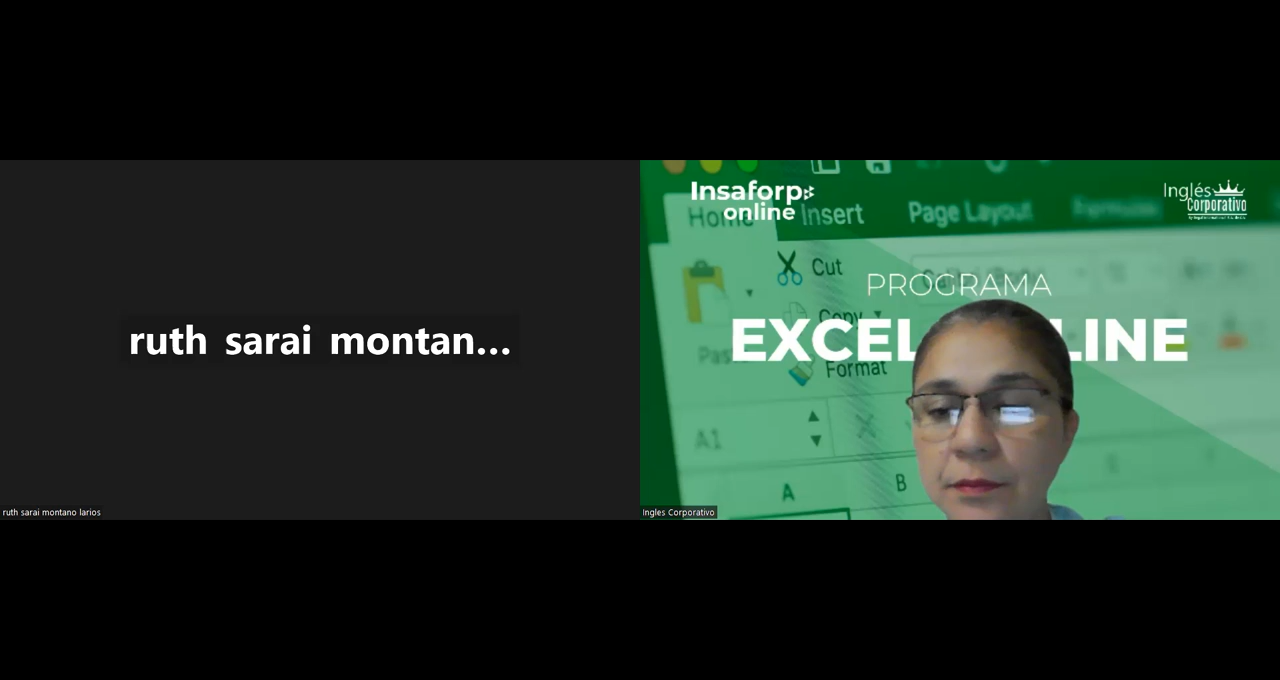 ruth sarai montan...
ruth sarai montano larios
Insaforp
online
Inglés
Corporativo
Home
Insert
Page Layout
Cut
Copy
Format
PROGRAMA
EXCEL
LINE
A1
A
B
Ingles Corporativo